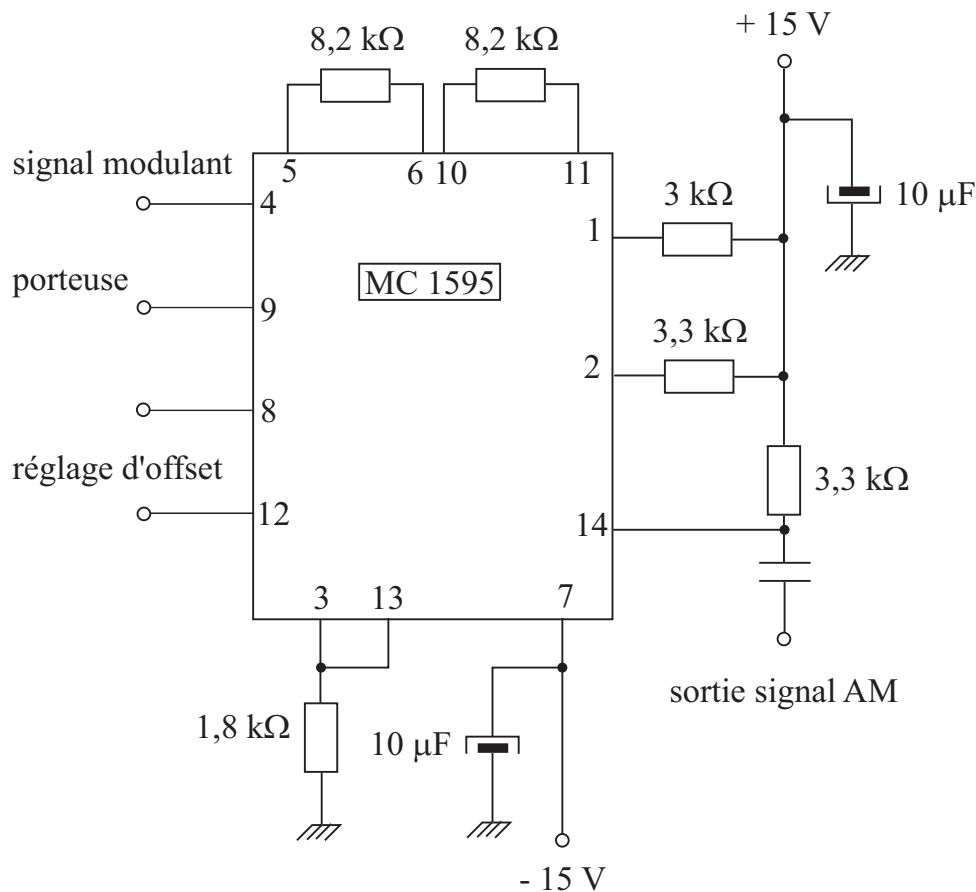 8,2 kΩ
8,2 kΩ
+ 15 V
signal modulant
5
6
10
11
4
3 kΩ
10 µF
1
porteuse
MC 1595
9
3,3 kΩ
2
8
réglage d'offset
3,3 kΩ
12
14
3
13
7
sortie signal AM
1,8 kΩ
10 µF
- 15 V